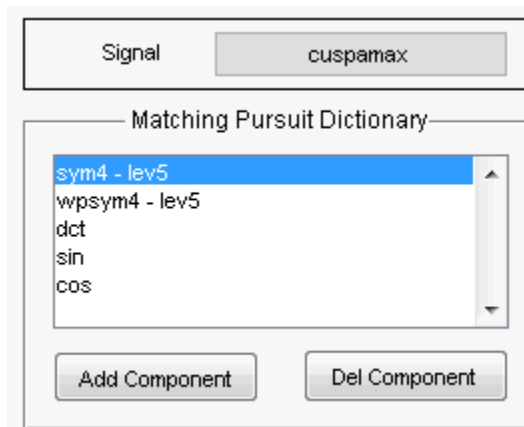 Signal cuspamax
Matching Pursuit Dictionary
sym4 - lev5
wpsym4 - lev5
dct
sin
cos
Add Component Del Component